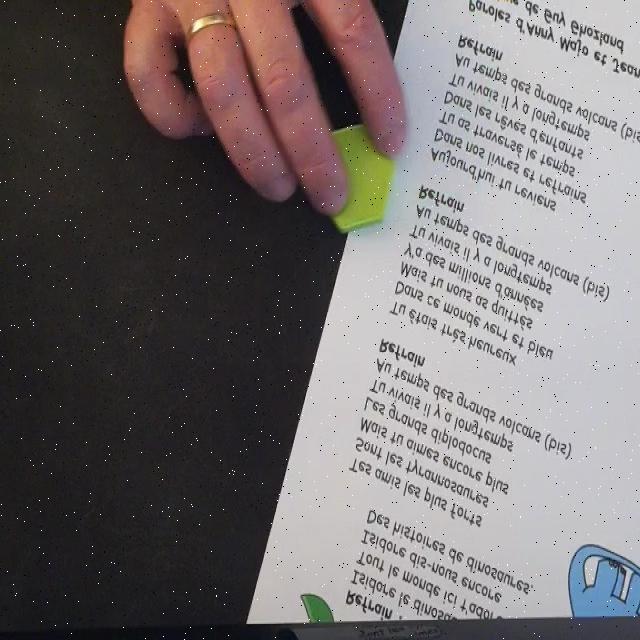 Refrain :
Isidore le
Tout le monde ici
Isidore dis-nous encore
Des histoires de dinosaures.
Tes amis les plus forts
Sont les tyrannosaures
Mais tu aimes encore plus
Les grands diplodocus
Tu vivais il y a longtemps
Au temps des grands volcans (bis)
Refrain
Tu étais très heureux
Dans ce monde vert et bleu
Mais tu nous as quittés
Y'a des millions d'années
Tu vivais il y a longtemps
Au temps des grands volcans (bis)
Refrain
Aujourd'hui tu reviens
Dans nos livres et refrains
Tu as traversé le temps
Dans les rêves d'enfants
Tu vivais il y a longtemps
Au temps des grands volcans (bis
Refrain
Paroles d'Anny Majo et Jean
de Guy Ghozland